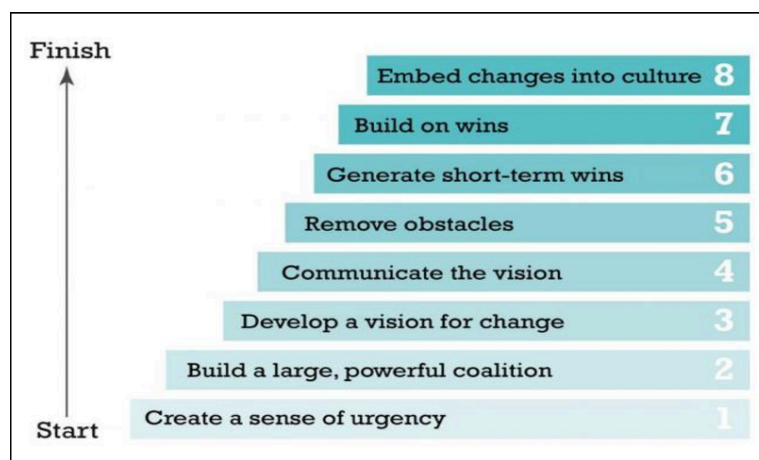 Finish
Embed changes into culture 8
Build on wins 7
Generate short-term wins 6
Remove obstacles 5
Communicate the vision 4
Develop a vision for change 3
Build a large, powerful coalition 2
Create a sense of urgency 1
Start